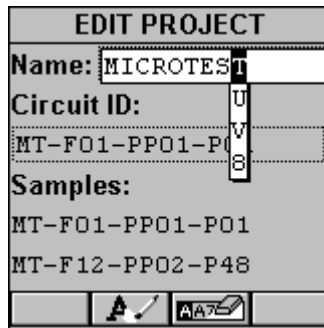 EDIT PROJECT
Name: MICROTEST
U
V
8
Circuit ID:
MT-F01-PP01-P
Samples:
MT-F01-PP01-P01
MT-F12-PP02-P48
A AA7